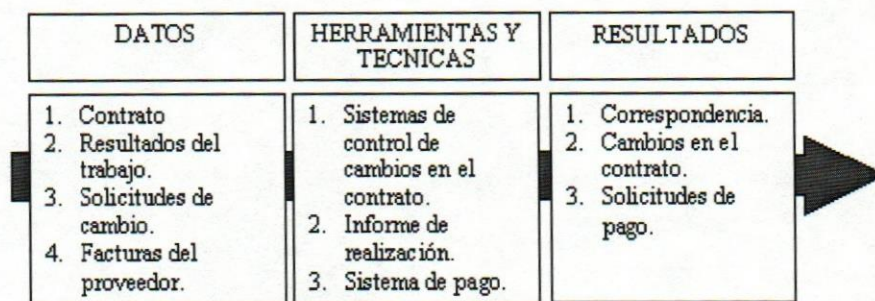 DATOS
1. Contrato
2. Resultados del
trabajo.
3. Solicitudes de
cambio.
4. Facturas del
proveedor.
HERRAMIENTAS Y
TECNICAS
1. Sistemas de
control de
cambios en el
contrato.
2. Informe de
realización.
3. Sistema de pago.
RESULTADOS
1. Correspondencia.
2. Cambios en el
contrato.
3. Solicitudes de
pago.